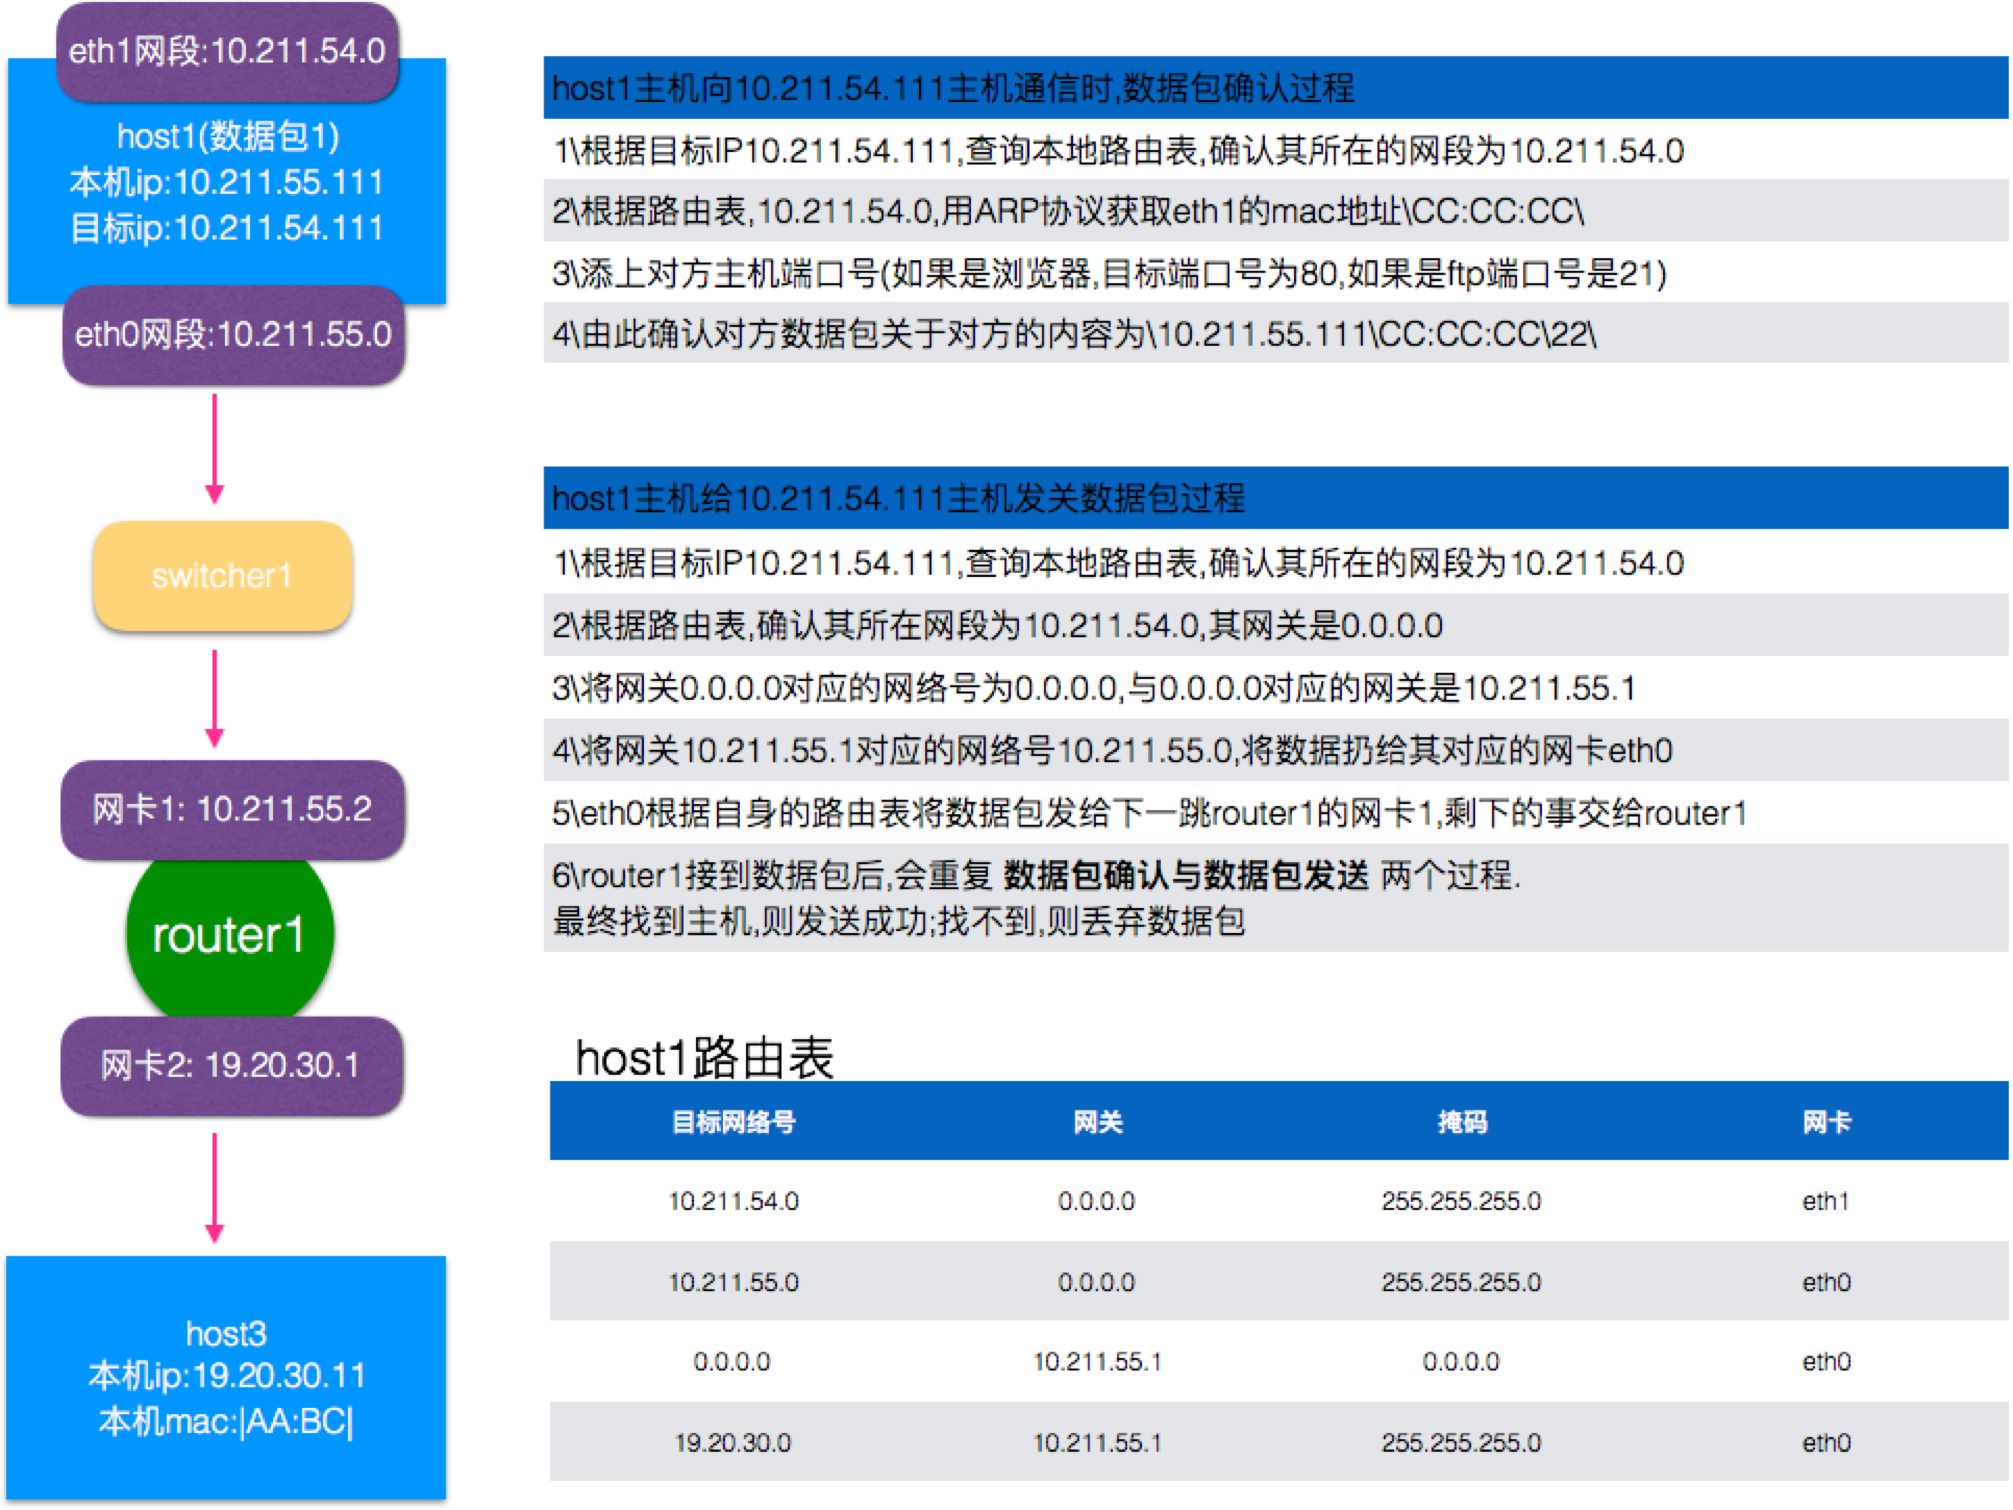 eth1网段:10.211.54.0
host1(数据包1)
本机ip:10.211.55.111
目标ip:10.211.54.111
eth0网段:10.211.55.0
switcher1
网卡1: 10.211.55.2
router1
网卡2: 19.20.30.1
host3
本机ip:19.20.30.11
本机mac:|AA:BC|
host1主机向10.211.54.111主机通信时,数据包确认过程
1\根据目标IP10.211.54.111,查询本地路由表,确认其所在的网段为10.211.54.0
2\根据路由表,10.211.54.0,用ARP协议获取eth1的mac地址\CC:CC:CC\
3\添上对方主机端口号(如果是浏览器,目标端口号为80,如果是ftp端口号是21)
4\由此确认对方数据包关于对方的内容为\10.211.55.111\CC:CC:CC\22\
host1主机给10.211.54.111主机发关数据包过程
1\根据目标IP10.211.54.111,查询本地路由表,确认其所在的网段为10.211.54.0
2\根据路由表,确认其所在网段为10.211.54.0,其网关是0.0.0.0
3\将网关0.0.0.0对应的网络号为0.0.0.0,与0.0.0.0对应的网关是10.211.55.1
4\将网关10.211.55.1对应的网络号10.211.55.0,将数据扔给其对应的网卡eth0
5\eth0根据自身的路由表将数据包发给下一跳router1的网卡1,剩下的事交给router1
6\router1接到数据包后,会重复 数据包确认与数据包发送 两个过程.
最终找到主机,则发送成功;找不到,则丢弃数据包
host1路由表
目标网络号 网关 掩码 网卡
10.211.54.0 0.0.0.0 255.255.255.0 eth1
10.211.55.0 0.0.0.0 255.255.255.0 eth0
0.0.0.0 10.211.55.1 0.0.0.0 eth0
19.20.30.0 10.211.55.1 255.255.255.0 eth0